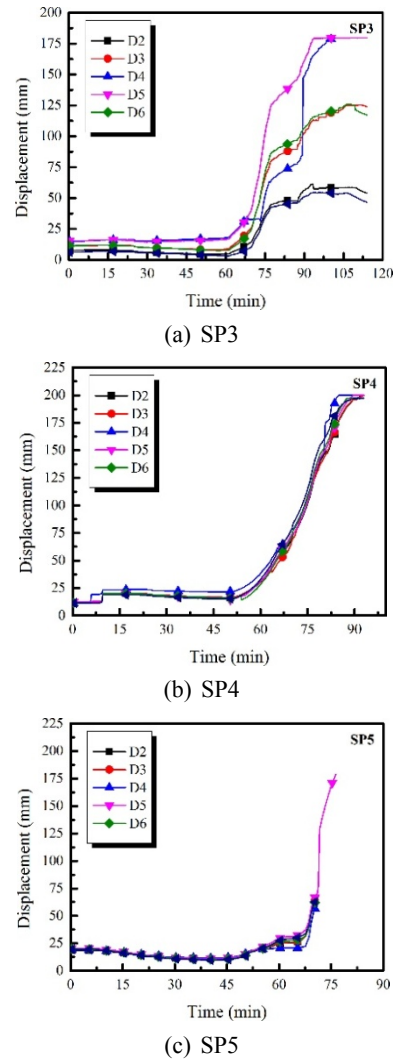 SP3
D2
D3
D4
D5
D6
Displacement (mm)
200
175
150
125
100
75
50
25
0
0 15 30 45 60 75 90 105 114
Time (min)
(a) SP3
SP4
D2
D3
D4
D5
D6
Displacement (mm)
225
200
175
150
125
100
75
50
25
0
0 15 30 45 60 75 90
Time (min)
(b) SP4
SP5
D2
D3
D4
D5
D6
Displacement (mm)
225
200
175
150
125
100
75
50
25
0
0 15 30 45 60 75 90
Time (min)
(c) SP5